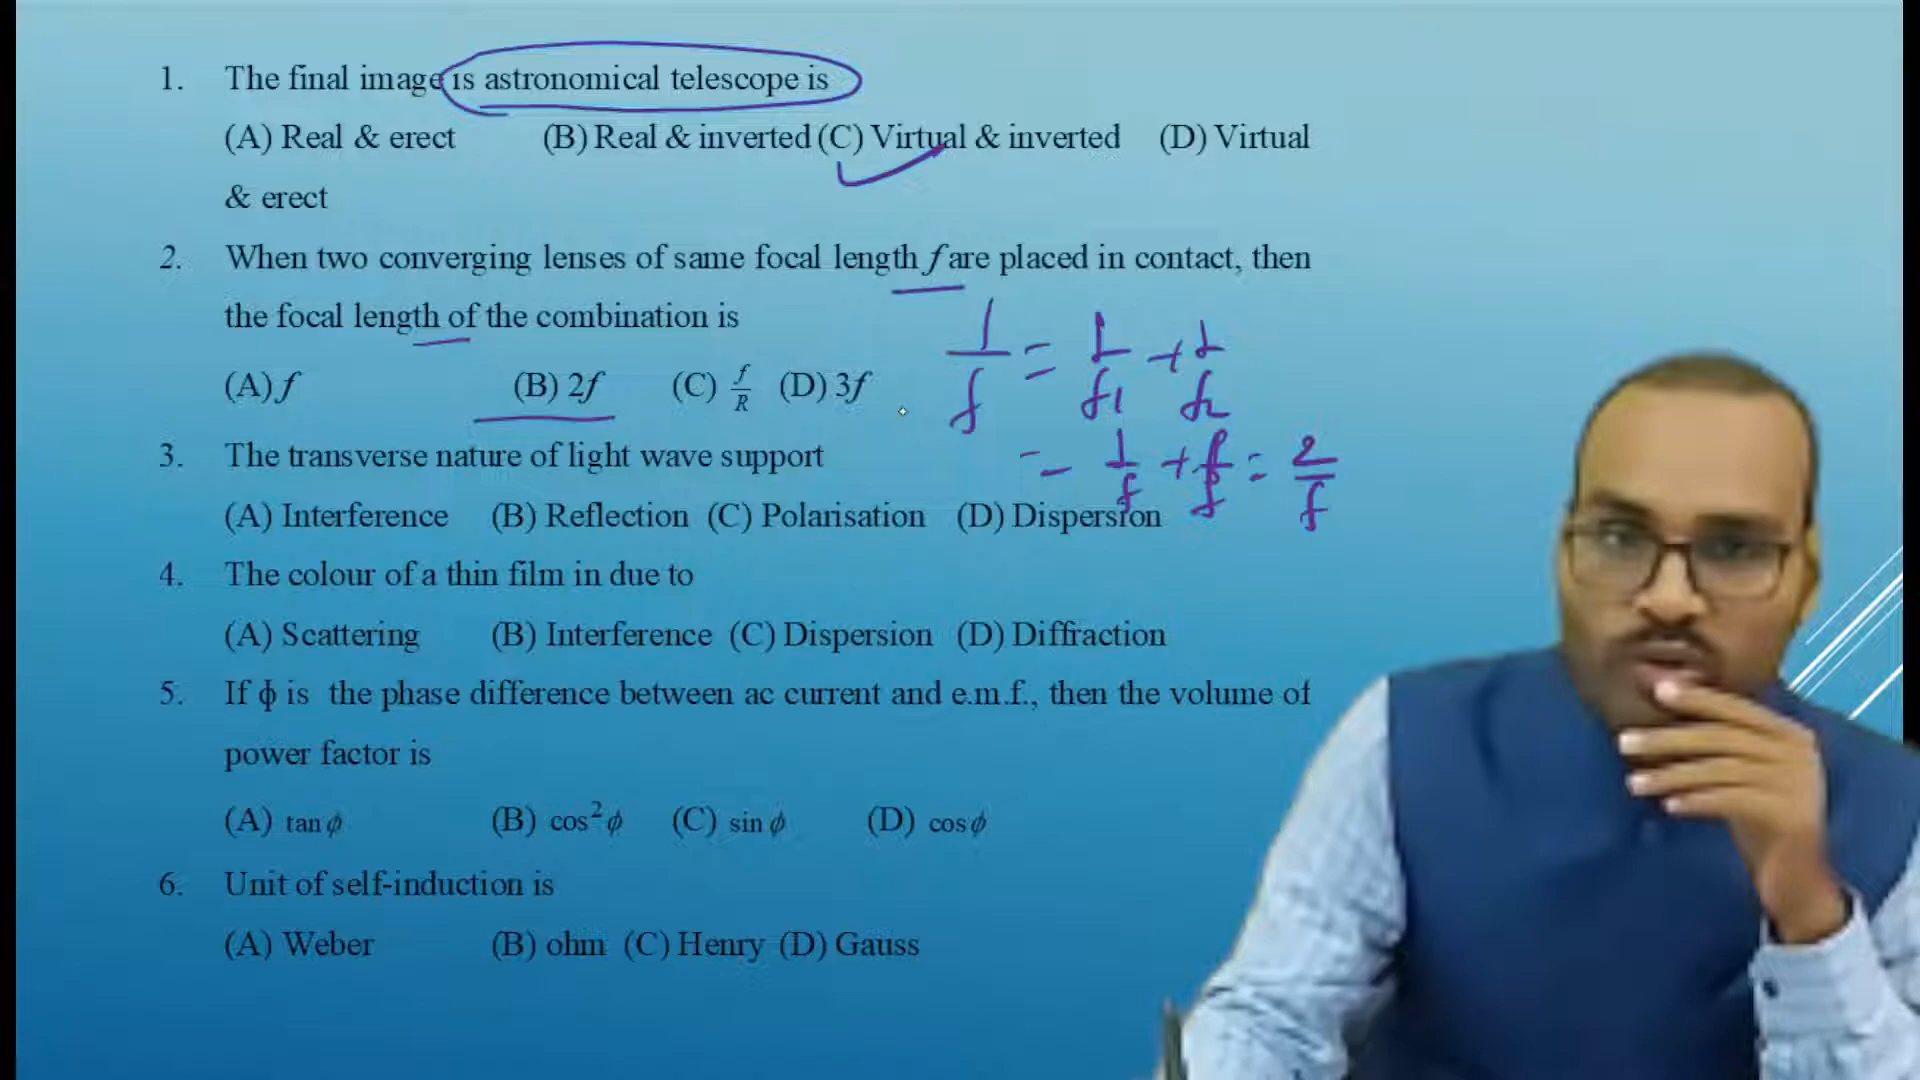 1. The final image is astronomical telescope is
(A) Real & erect (B) Real & inverted (C) Virtual & inverted (D) Virtual
& erect
2. When two converging lenses of same focal length f are placed in contact, then
the focal length of the combination is
1/f = 1/f1 + 1/f2
(A) f (B) 2f (C) f/R (D) 3f
= 1/f + 1/f = 2/f
3. The transverse nature of light wave support
(A) Interference (B) Reflection (C) Polarisation (D) Dispersion
4. The colour of a thin film in due to
(A) Scattering (B) Interference (C) Dispersion (D) Diffraction
5. If ϕ is the phase difference between ac current and e.m.f., then the volume of
power factor is
(A) tan ϕ (B) cos² ϕ (C) sin ϕ (D) cos ϕ
6. Unit of self-induction is
(A) Weber (B) ohm (C) Henry (D) Gauss